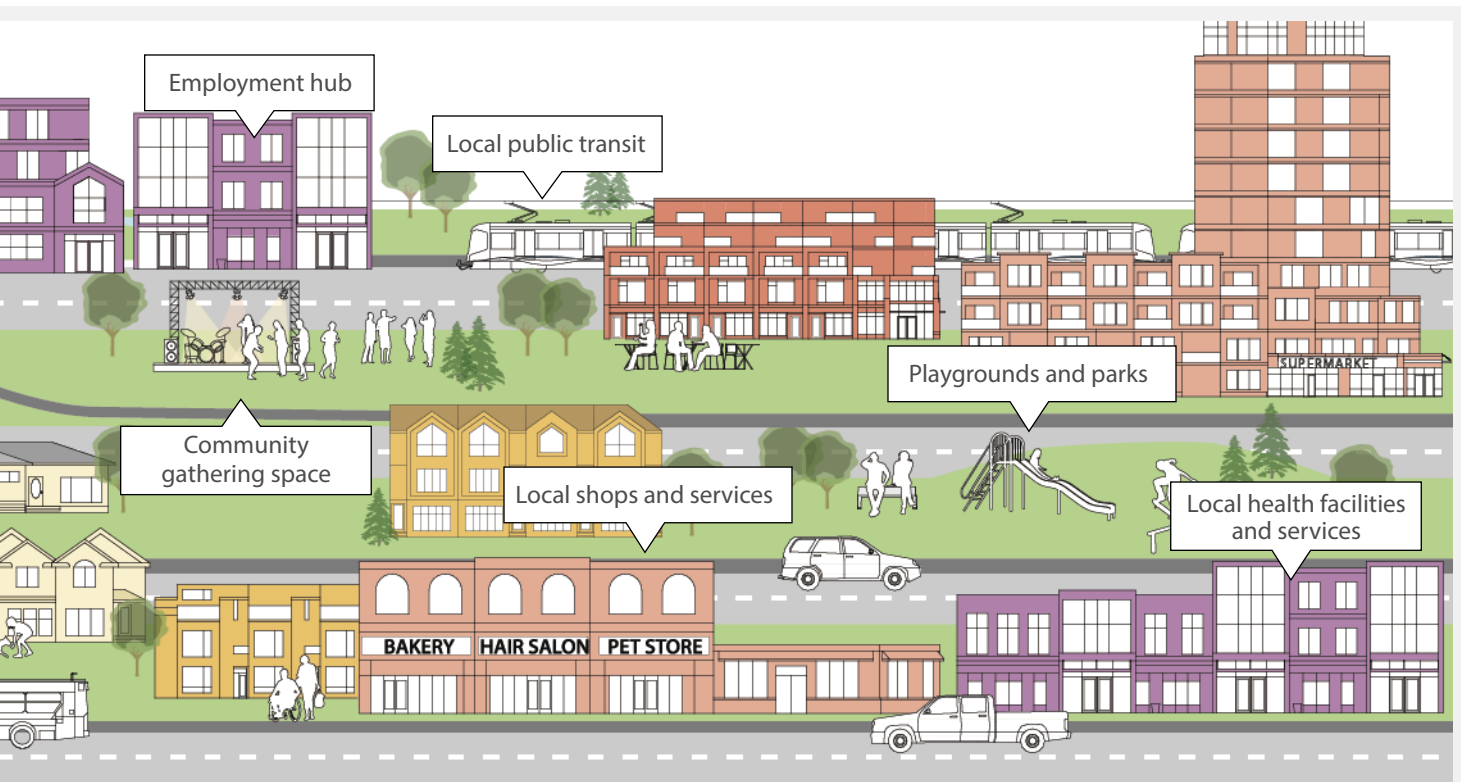 Employment hub
Local public transit
SUPERMARKET
Playgrounds and parks
Community
gathering space
Local shops and services
Local health facilities
and services
BAKERY
HAIR SALON
PET STORE